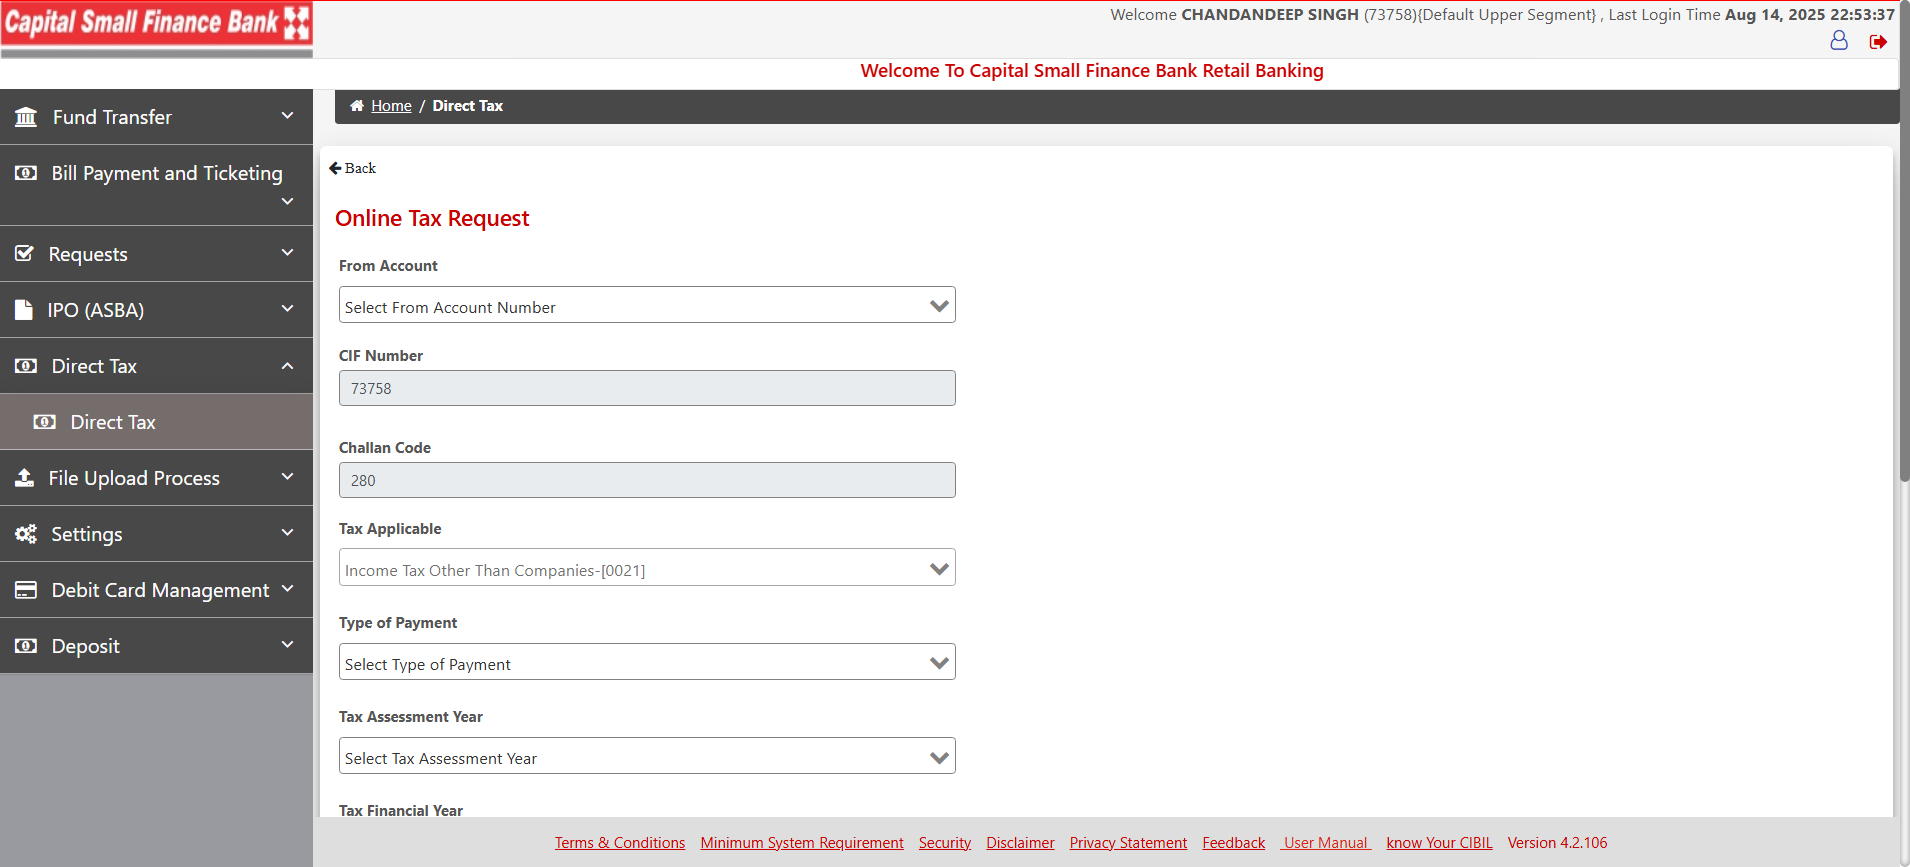 Capital Small Finance Bank
Welcome CHANDANDEEP SINGH (73758){Default Upper Segment} , Last Login Time Aug 14, 2025 22:53:37
Welcome To Capital Small Finance Bank Retail Banking
Fund Transfer
Bill Payment and Ticketing
Requests
IPO (ASBA)
Direct Tax
Direct Tax
File Upload Process
Settings
Debit Card Management
Deposit
Home / Direct Tax
Back
Online Tax Request
From Account
Select From Account Number
CIF Number
73758
Challan Code
280
Tax Applicable
Income Tax Other Than Companies-[0021]
Type of Payment
Select Type of Payment
Tax Assessment Year
Select Tax Assessment Year
Tax Financial Year
Terms & Conditions Minimum System Requirement Security Disclaimer Privacy Statement Feedback User Manual know Your CIBIL Version 4.2.106